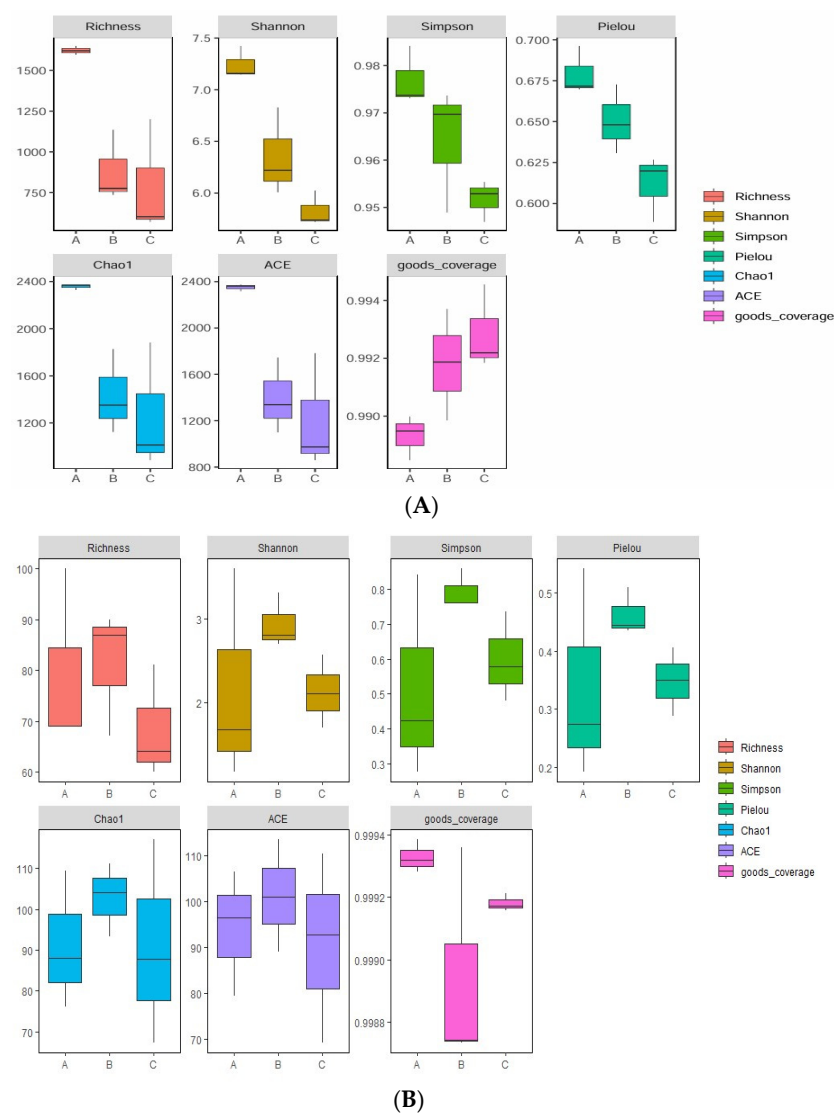 Richness Shannon Simpson Pielou
1500
1250
1000
750
7.5
7.0
6.5
6.0
0.98
0.97
0.96
0.95
0.700
0.675
0.650
0.625
0.600
A B C A B C A B C A B C
Richness
Shannon
Simpson
Pielou
Chao1
ACE
goods_coverage
Chao1 ACE goods_coverage
2400
2000
1600
1200
2400
2000
1600
1200
800
0.994
0.992
0.990
A B C A B C A B C
(A)
Richness Shannon Simpson Pielou
100
90
80
70
60
3
2
0.8
0.7
0.6
0.5
0.4
0.3
0.5
0.4
0.3
0.2
A B C A B C A B C A B C
Richness
Shannon
Simpson
Pielou
Chao1
ACE
goods_coverage
Chao1 ACE goods_coverage
110
100
90
80
70
110
100
90
80
70
0.9994
0.9992
0.9990
0.9988
A B C A B C A B C
(B)